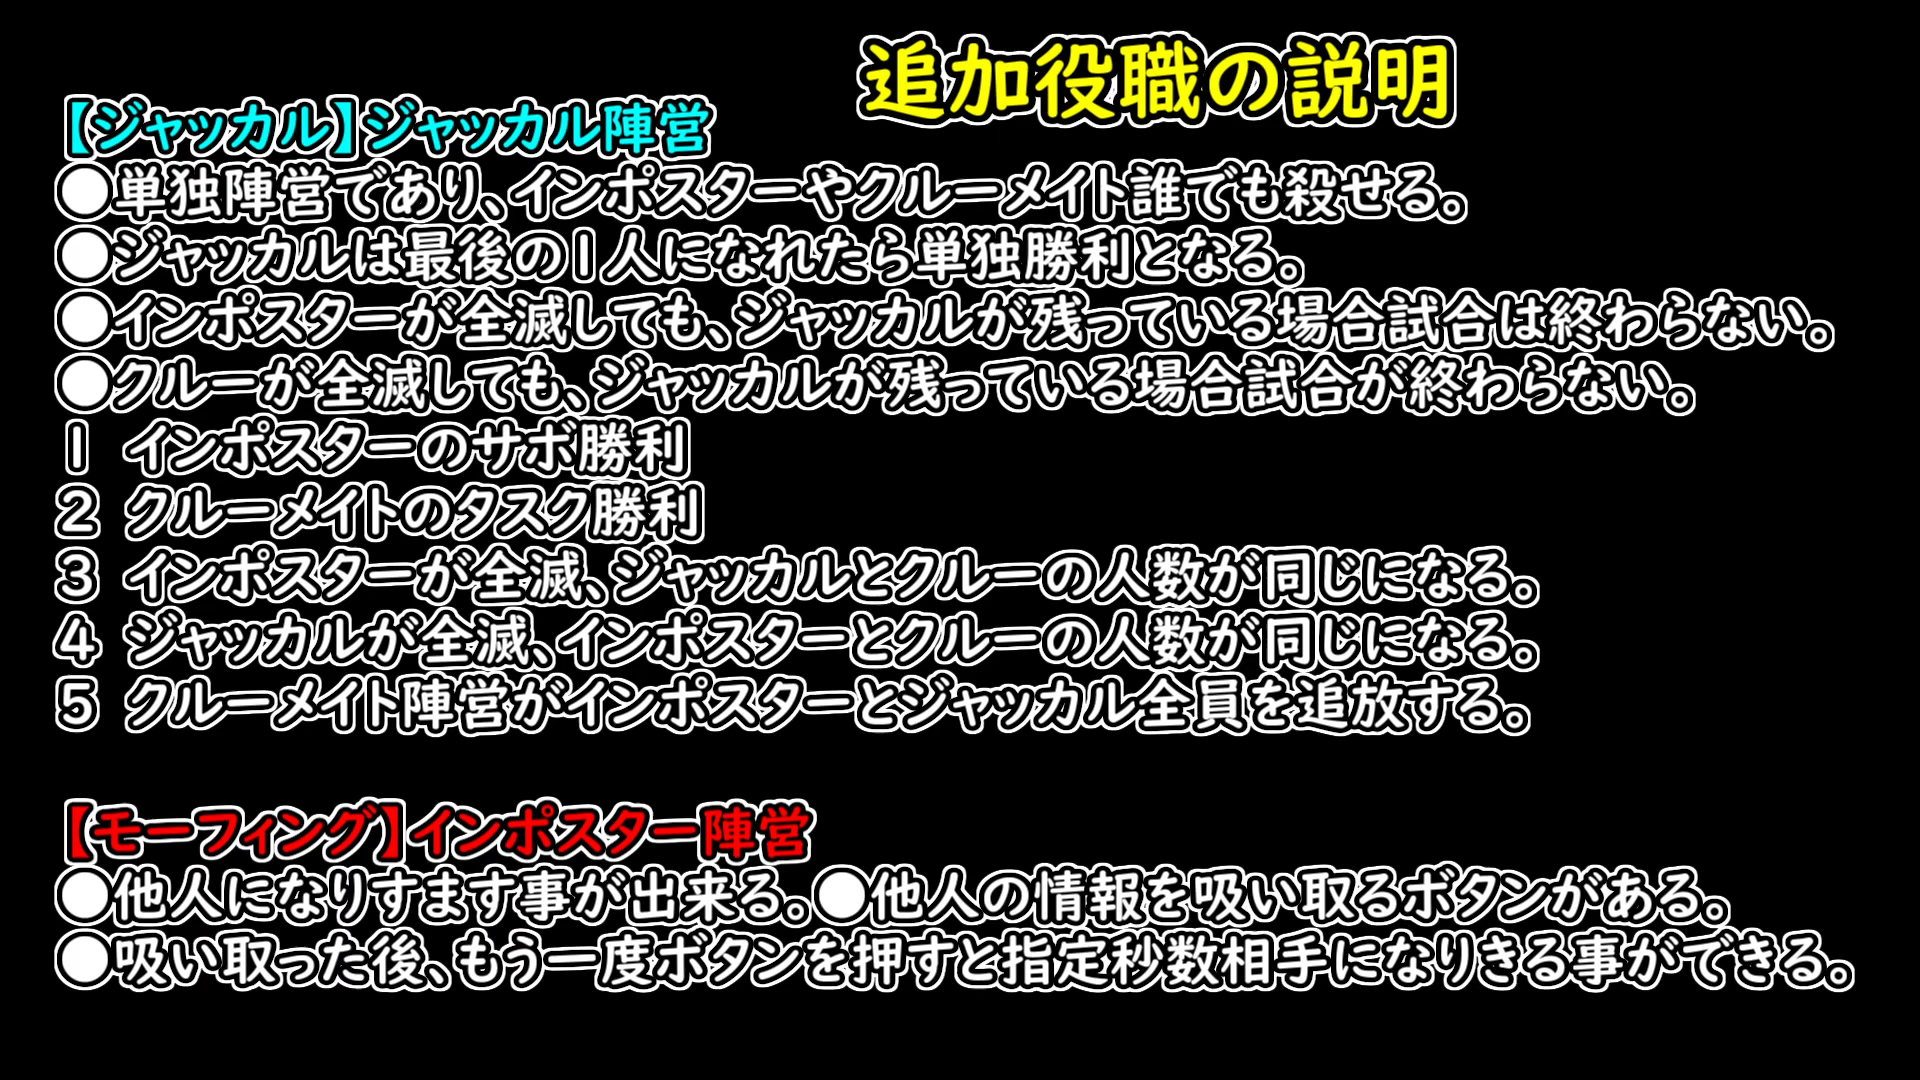 追加役職の説明
【ジャッカル】ジャッカル陣営
●単独陣営であり、インポスターやクルーメイト誰でも殺せる。
●ジャッカルは最後の1人になれたら単独勝利となる。
●インポスターが全滅しても、ジャッカルが残っている場合試合は終わらない。
●クルーが全滅しても、ジャッカルが残っている場合試合が終わらない。
1 インポスターのサボ勝利
2 クルーメイトのタスク勝利
3 インポスターが全滅、ジャッカルとクルーの人数が同じになる。
4 ジャッカルが全滅、インポスターとクルーの人数が同じになる。
5 クルーメイト陣営がインポスターとジャッカル全員を追放する。
【モーフィング】インポスター陣営
●他人になりすます事が出来る。●他人の情報を吸い取るボタンがある。
●吸い取った後、もう一度ボタンを押すと指定秒数相手になりきる事ができる。